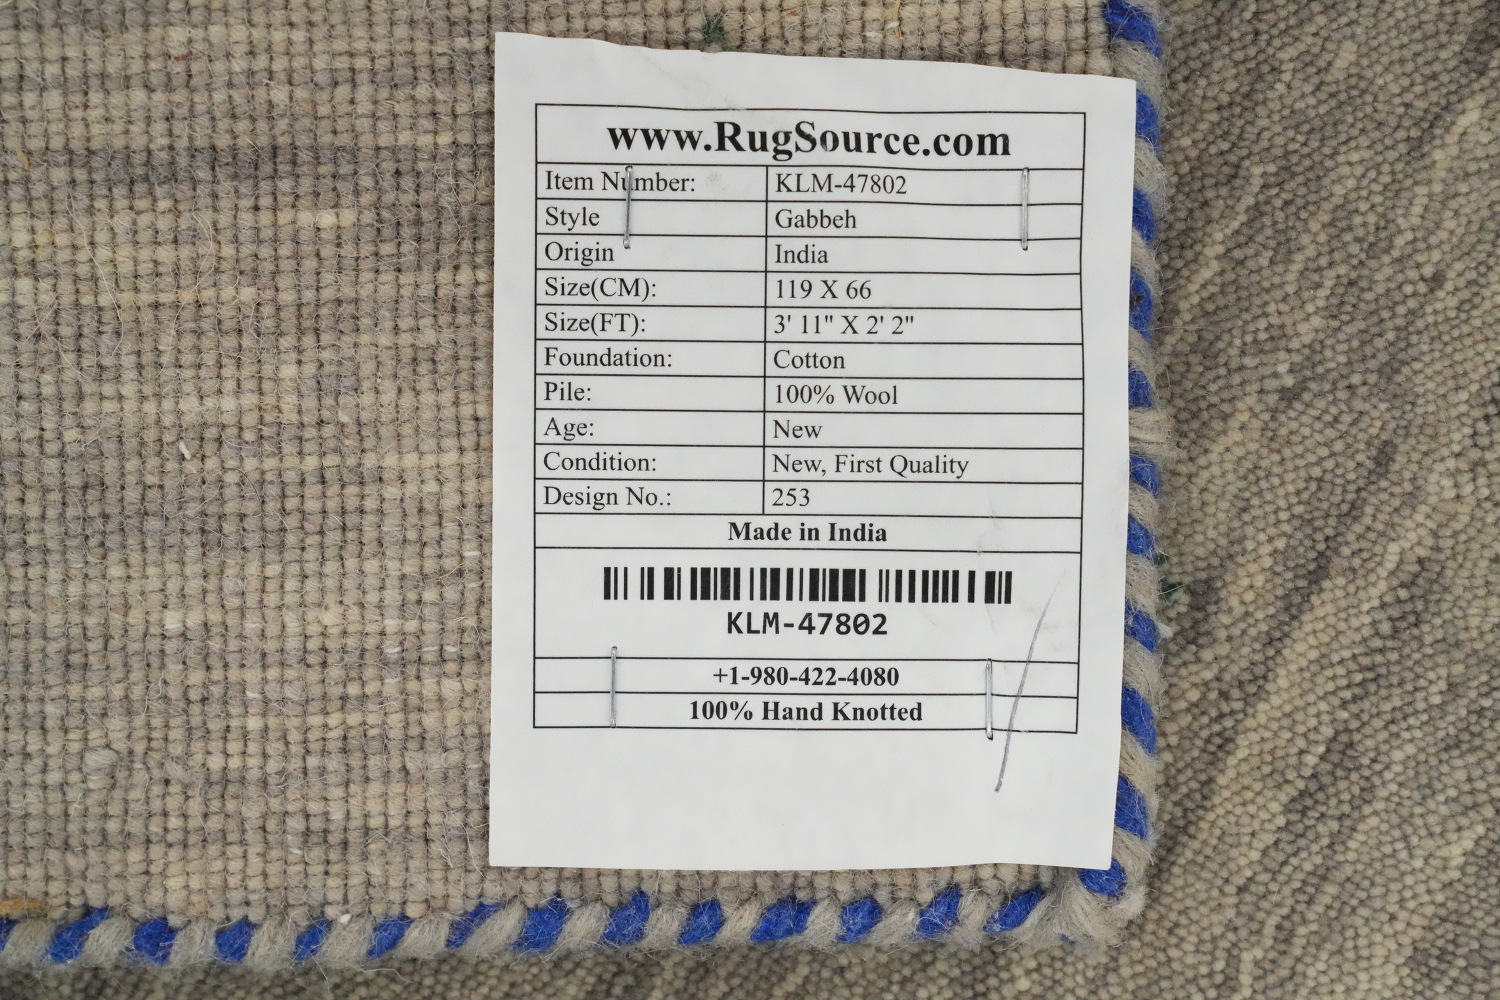 www.RugSource.com
Item Number: KLM-47802
Style Gabbeh
Origin India
Size(CM): 119 X 66
Size(FT): 3' 11" X 2' 2"
Foundation: Cotton
Pile: 100% Wool
Age: New
Condition: New, First Quality
Design No.: 253
Made in India
KLM-47802
+1-980-422-4080
100% Hand Knotted